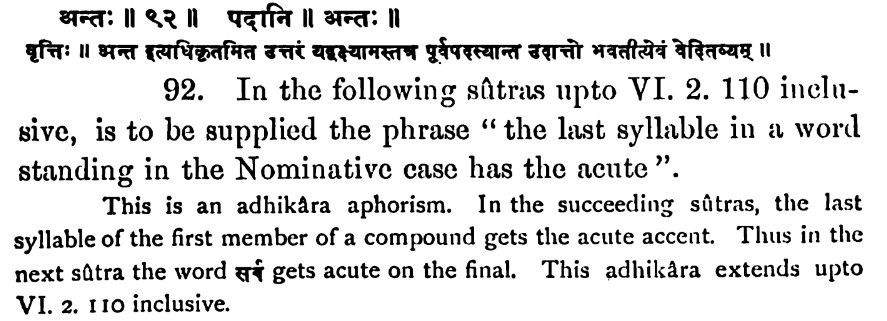 अन्तः ॥ ९२ ॥ पदानि ॥ अन्तः ॥
वृत्तिः ॥ अन्त इत्यधिकृतमित उत्तरं यद्वक्ष्यामस्तत्र पूर्वपदस्यान्त उदात्तो भवतीत्येवं वेदितव्यम् ॥
92. In the following sûtras upto VI. 2. 110 inclu-
sive, is to be supplied the phrase “ the last syllable in a word
standing in the Nominative case has the acute ”.
This is an adhikâra aphorism. In the succeeding sûtras, the last
syllable of the first member of a compound gets the acute accent. Thus in the
next sûtra the word सर्व gets acute on the final. This adhikâra extends upto
VI. 2. 110 inclusive.